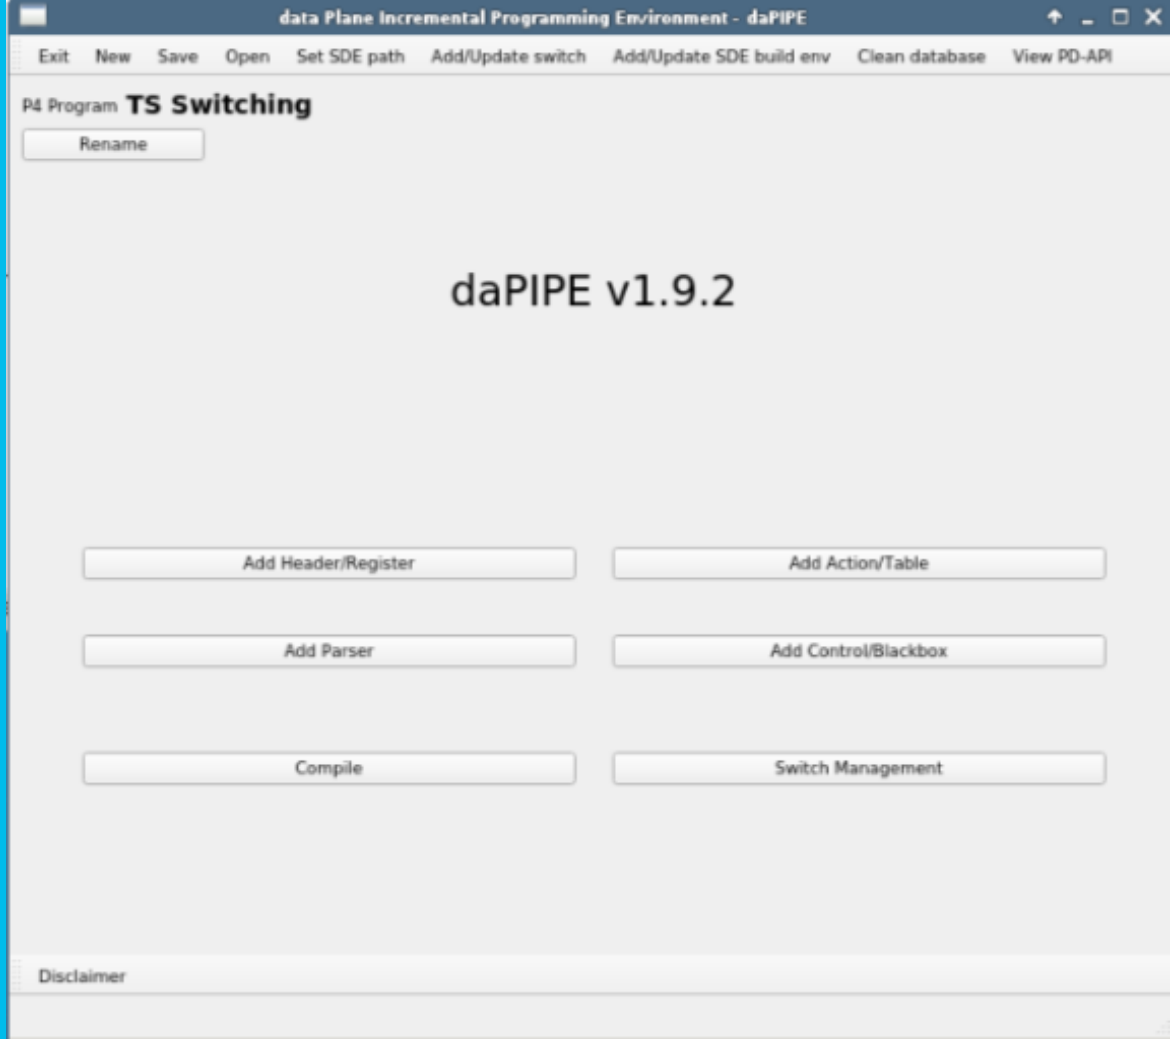 data Plane Incremental Programming Environment - daPIPE
Exit New Save Open Set SDE path Add/Update switch Add/Update SDE build env Clean database View PD-API
P4 Program TS Switching
Rename
daPIPE v1.9.2
Add Header/Register Add Action/Table
Add Parser Add Control/Blackbox
Compile Switch Management
Disclaimer